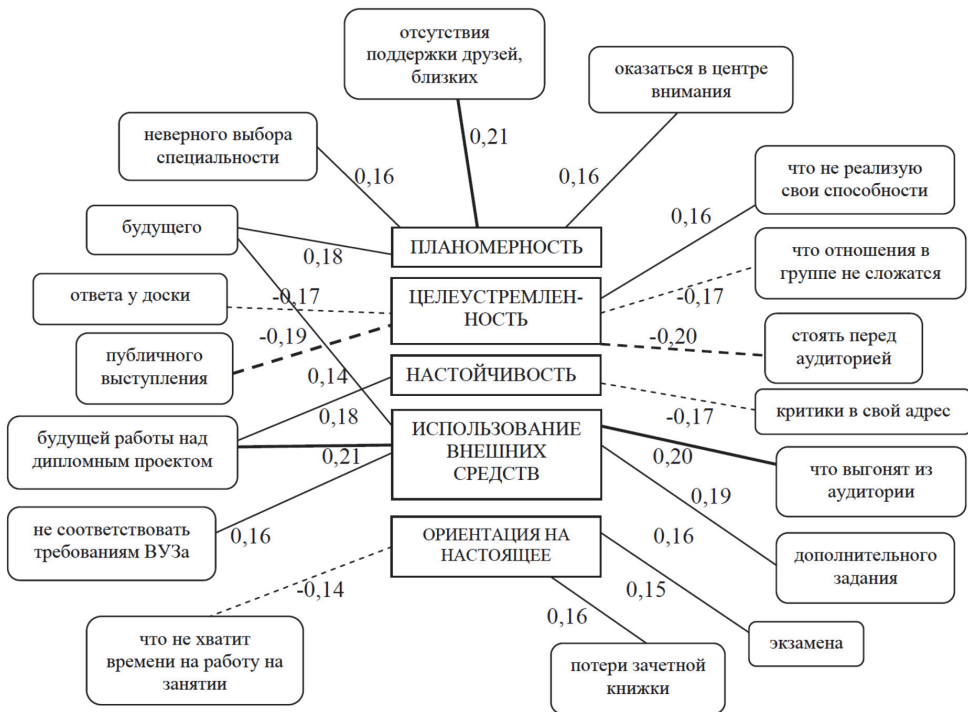 отсутствия
поддержки друзей,
близких
оказаться в центре
внимания
неверного выбора
специальности
0,21
0,16
0,16
что не реализую
свои способности
0,16
будущего
0,18
ПЛАНОМЕРНОСТЬ
что отношения в
группе не сложатся
ответа у доски
-0,17
ЦЕЛЕУСТРЕМЛЕН-
НОСТЬ
-0,17
публичного
выступления
-0,19
-0,20
стоять перед
аудиторией
0,14
НАСТОЙЧИВОСТЬ
критики в свой адрес
-0,17
будущей работы над
дипломным проектом
0,18
0,21
ИСПОЛЬЗОВАНИЕ
ВНЕШНИХ
СРЕДСТВ
0,20
что выгонят из
аудитории
0,19
не соответствовать
требованиям ВУЗа
0,16
ОРИЕНТАЦИЯ НА
НАСТОЯЩЕЕ
0,16
дополнительного
задания
-0,14
0,15
0,16
что не хватит
времени на работу на
занятии
экзамена
потери зачетной
книжки